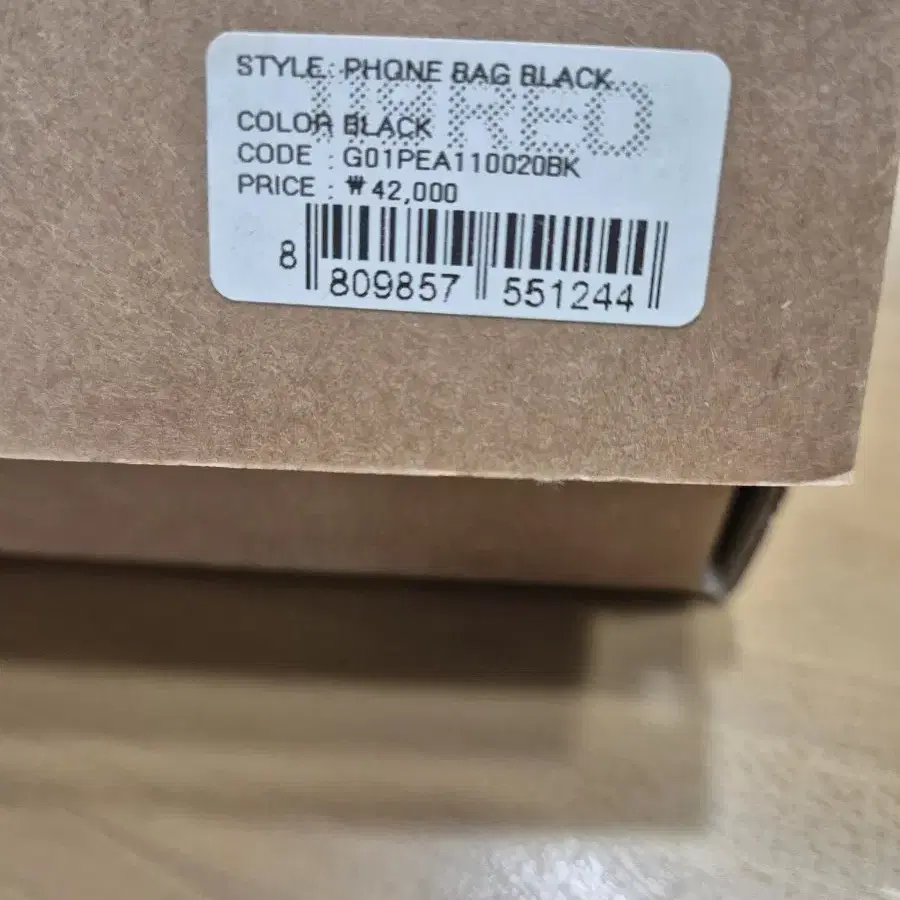 STYLE : PHONE BAG BLACK
COLOR BLACK
CODE : G01PEA110020BK
PRICE : ₩42,000
8 809857 551244